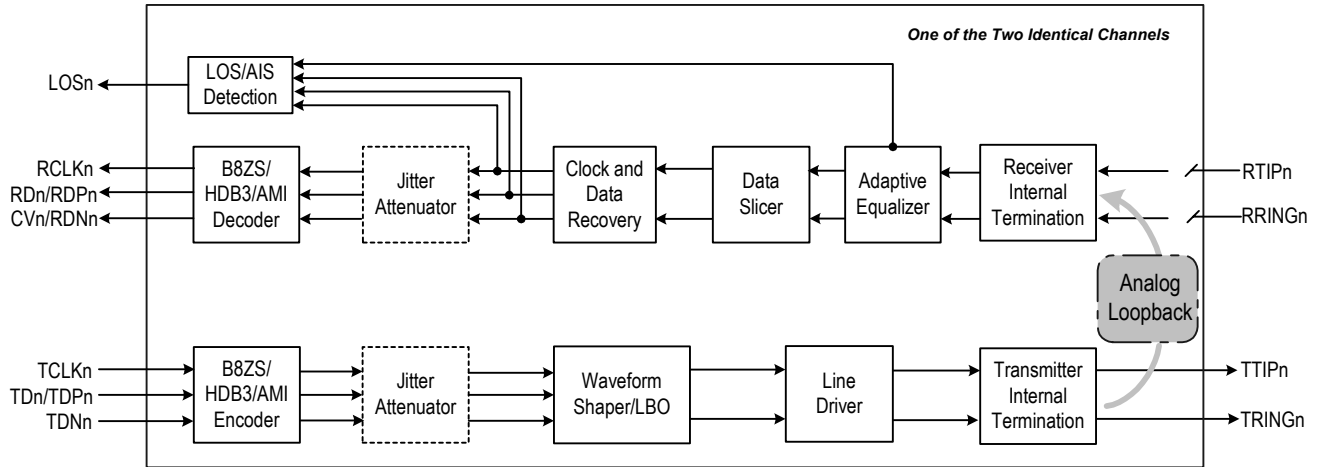 One of the Two Identical Channels
LOSn
LOS/AIS
Detection
RCLKn
RDn/RDPn
CVn/RDNn
B8ZS/
HDB3/AMI
Decoder
Jitter
Attenuator
Clock and
Data
Recovery
Data
Slicer
Adaptive
Equalizer
Receiver
Internal
Termination
RTIPn
RRINGn
Analog
Loopback
TCLKn
TDn/TDPn
TDNn
B8ZS/
HDB3/AMI
Encoder
Jitter
Attenuator
Waveform
Shaper/LBO
Line
Driver
Transmitter
Internal
Termination
TTIPn
TRINGn